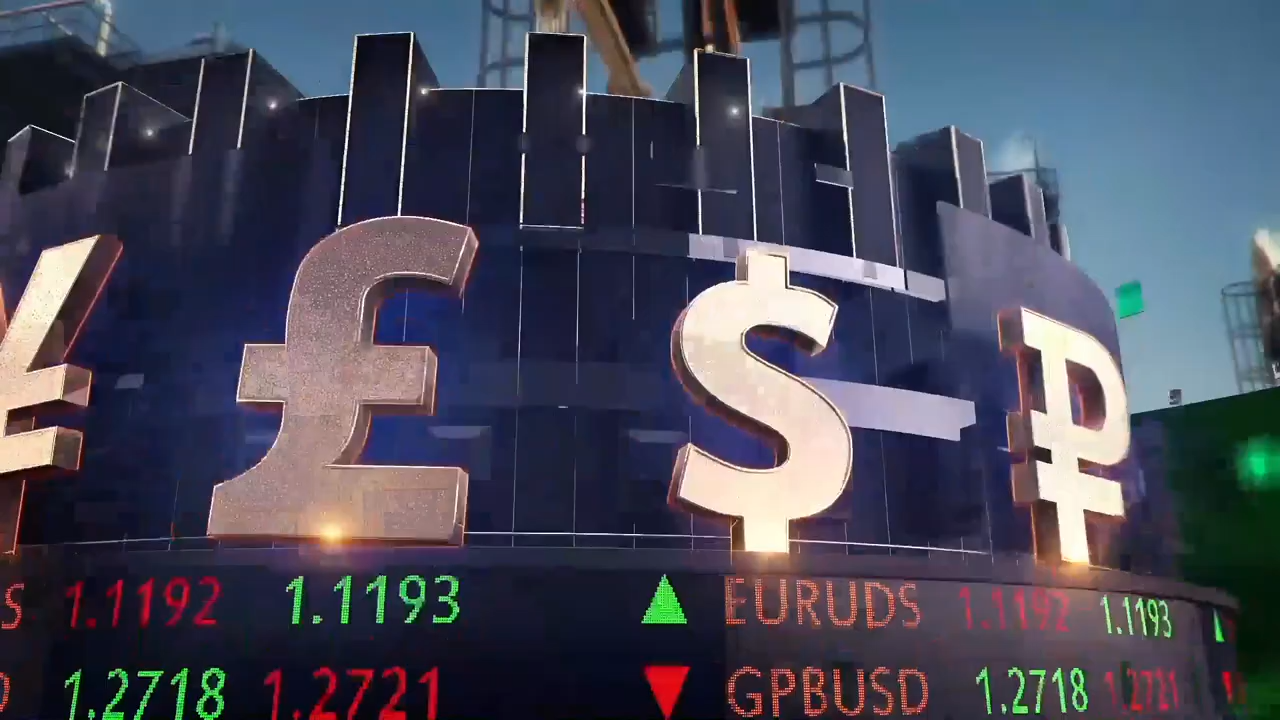 ¥ £ $ ₽
S 1.1192 1.1193 ▲ EURUDS 1.1192 1.1193 ▲
1.2718 1.2721 ▼ GPBUSD 1.2718 1.2721